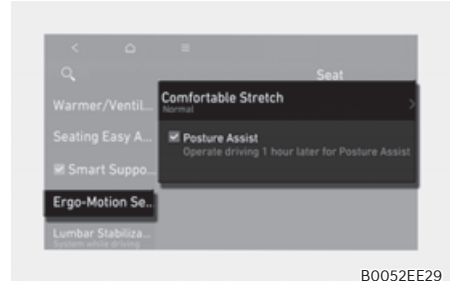 Seat
Warmer/Ventil...
Comfortable Stretch
Normal
Seating Easy A...
Posture Assist
Operate driving 1 hour later for Posture Assist
Smart Suppo...
Ergo-Motion Se..
Lumbar Stabiliza...
System while driving
B0052EE29